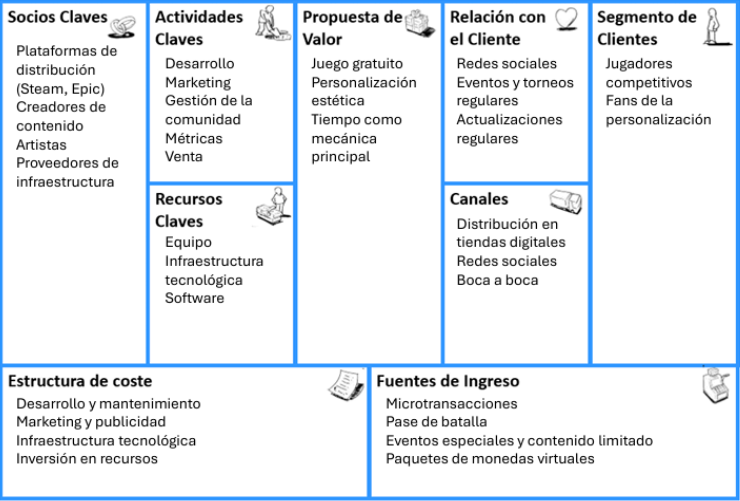 Socios Claves
Plataformas de
distribución
(Steam, Epic)
Creadores de
contenido
Artistas
Proveedores de
infraestructura
Actividades
Claves
Desarrollo
Marketing
Gestión de la
comunidad
Métricas
Venta
Recursos
Claves
Equipo
Infraestructura
tecnológica
Software
Propuesta de
Valor
Juego gratuito
Personalización
estética
Tiempo como
mecánica
principal
Relación con
el Cliente
Redes sociales
Eventos y torneos
regulares
Actualizaciones
regulares
Canales
Distribución en
tiendas digitales
Redes sociales
Boca a boca
Segmento de
Clientes
Jugadores
competitivos
Fans de la
personalización
Estructura de coste
Desarrollo y mantenimiento
Marketing y publicidad
Infraestructura tecnológica
Inversión en recursos
Fuentes de Ingreso
Microtransacciones
Pase de batalla
Eventos especiales y contenido limitado
Paquetes de monedas virtuales